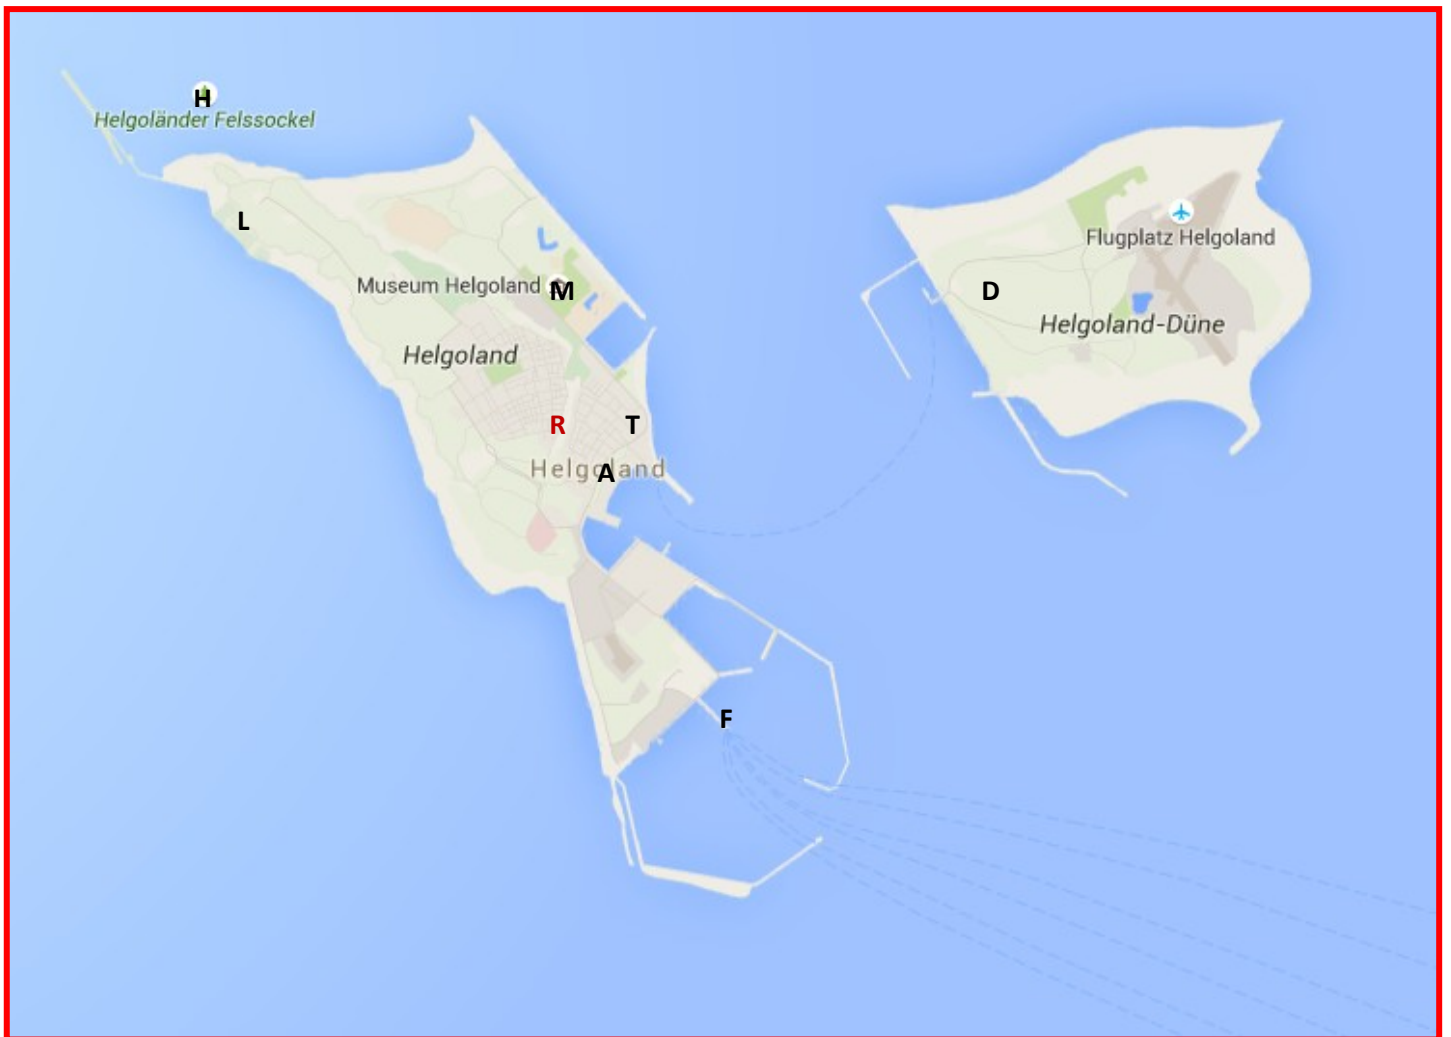 H
Helgoländer Felssockel
L
Flugplatz Helgoland
Museum Helgoland M
D
Helgoland-Düne
Helgoland
R
T
Helgoland
A
F